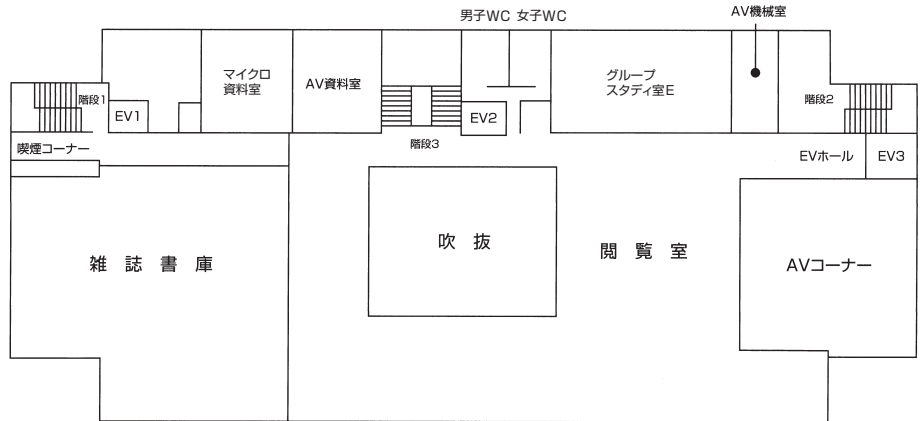 男子WC 女子WC
AV機械室
マイクロ
資料室
AV資料室
グループ
スタディ室E
階段1
階段2
EV1
EV2
階段3
喫煙コーナー
EVホール
EV3
吹 抜
閲 覧 室
雑 誌 書 庫
AVコーナー